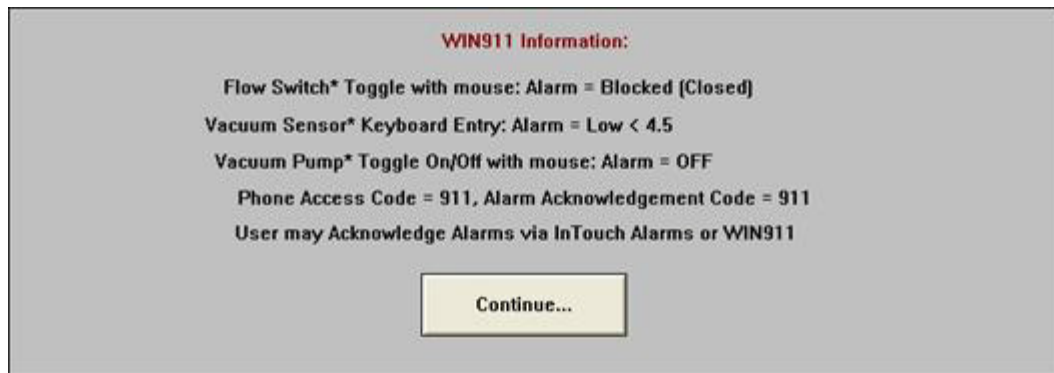 WIN911 Information:
Flow Switch* Toggle with mouse: Alarm = Blocked (Closed)
Vacuum Sensor* Keyboard Entry: Alarm = Low < 4.5
Vacuum Pump* Toggle On/Off with mouse: Alarm = OFF
Phone Access Code = 911, Alarm Acknowledgement Code = 911
User may Acknowledge Alarms via InTouch Alarms or WIN911
Continue...